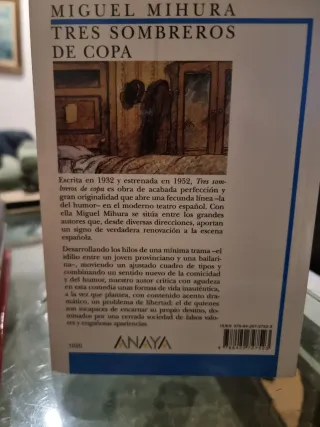 MIGUEL MIHURA
TRES SOMBREROS
DE COPA
Escrita en 1932 y estrenada en 1952, Tres som-
breros de copa es obra de acabada perfección y
gran originalidad que abre una fecunda línea –la
del humor– en el moderno teatro español. Con
ella Miguel Mihura se sitúa entre los grandes
autores que, desde diversas direcciones, aportan
un signo de verdadera renovación a la escena
española.
Desarrollando los hilos de una mínima trama –el
idilio entre un joven provinciano y una bailari-
na–, moviendo un ajustado cuadro de tipos y
combinando un sentido nuevo de la comicidad
y del humor, nuestro autor critica con agudeza
en esta comedia unas formas de vida inauténtica,
a la vez que plantea, con contenido acento dra-
mático, un problema de libertad: el de quienes
son incapaces de encarnar su propio destino, do-
minados por una cerrada sociedad de falsos valo-
res y engañosas apariencias.
ANAYA